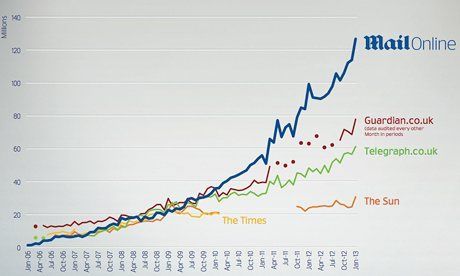 Millions
140
120
100
80
60
40
20
0
Mail Online
Guardian.co.uk
(data audited every other
Month in periods)
Telegraph.co.uk
The Sun
The Times
Jan-06
Apr-06
Jul-06
Oct-06
Jan-07
Apr-07
Jul-07
Oct-07
Jan-08
Apr-08
Jul-08
Oct-08
Jan-09
Apr-09
Jul-09
Oct-09
Jan-10
Apr-10
Jul-10
Oct-10
Jan-11
Apr-11
Jul-11
Oct-11
Jan-12
Apr-12
Jul-12
Oct-12
Jan-13